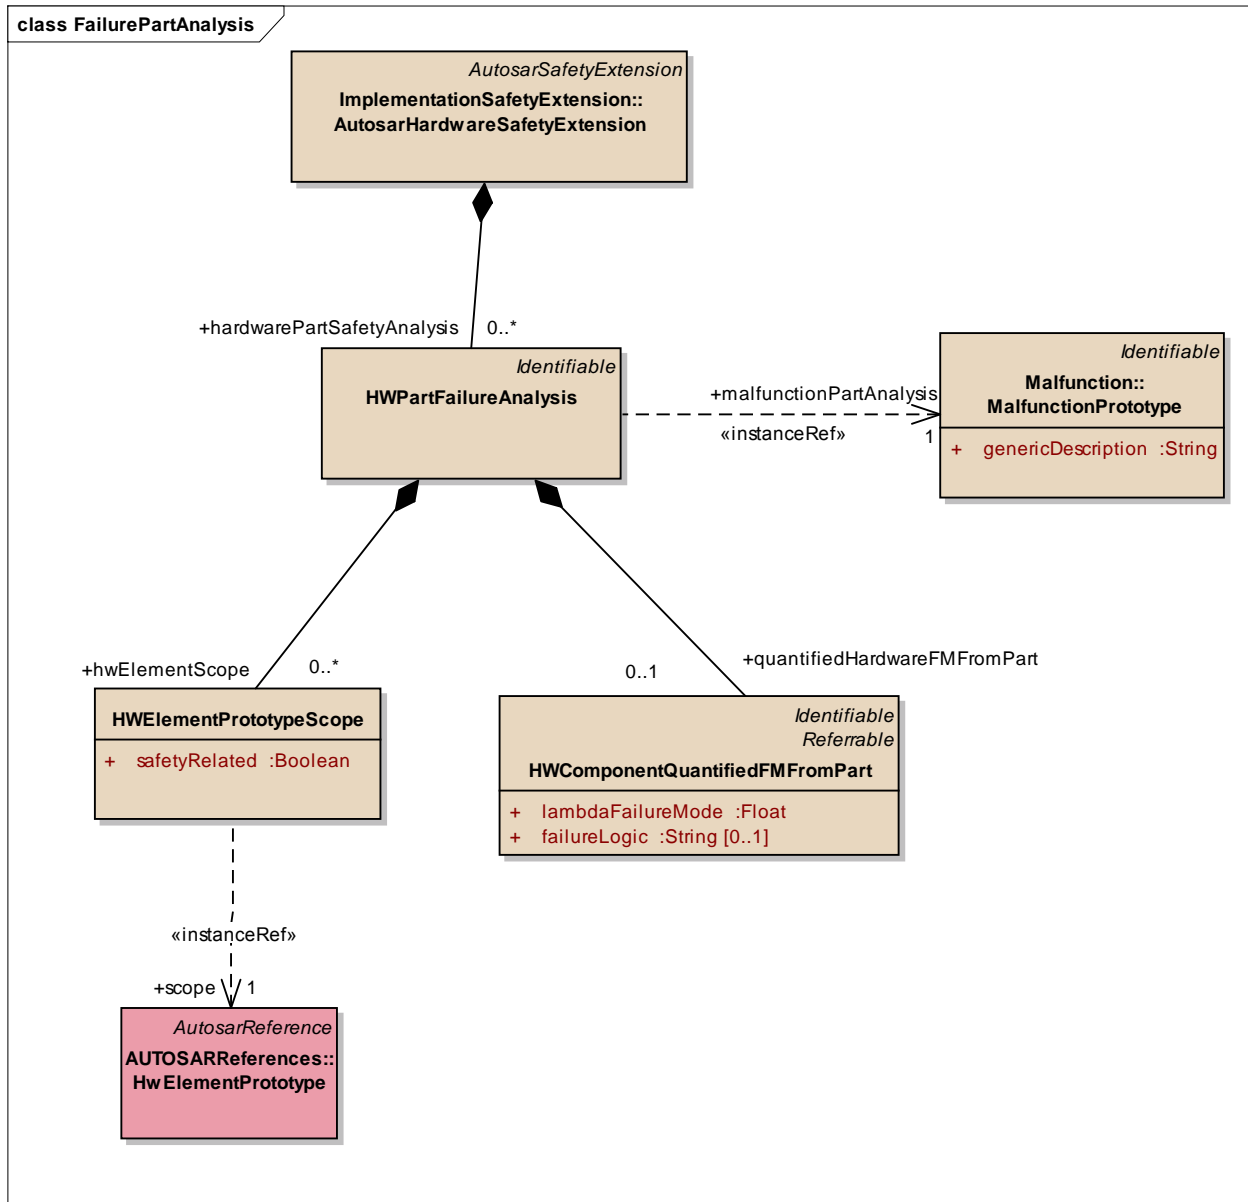 class FailurePartAnalysis
AutosarSafetyExtension
ImplementationSafetyExtension::
AutosarHardwareSafetyExtension
+hardwarePartSafetyAnalysis 0..*
Identifiable
HWPartFailureAnalysis
+malfunctionPartAnalysis
«instanceRef»
1
Identifiable
Malfunction::
MalfunctionPrototype
+ genericDescription :String
+hwElementScope 0..*
HWElementPrototypeScope
+ safetyRelated :Boolean
+quantifiedHardwareFMFromPart
0..1
Identifiable
Referrable
HWComponentQuantifiedFMFromPart
+ lambdaFailureMode :Float
+ failureLogic :String [0..1]
«instanceRef»
+scope 1
AutosarReference
AUTOSARReferences::
HwElementPrototype